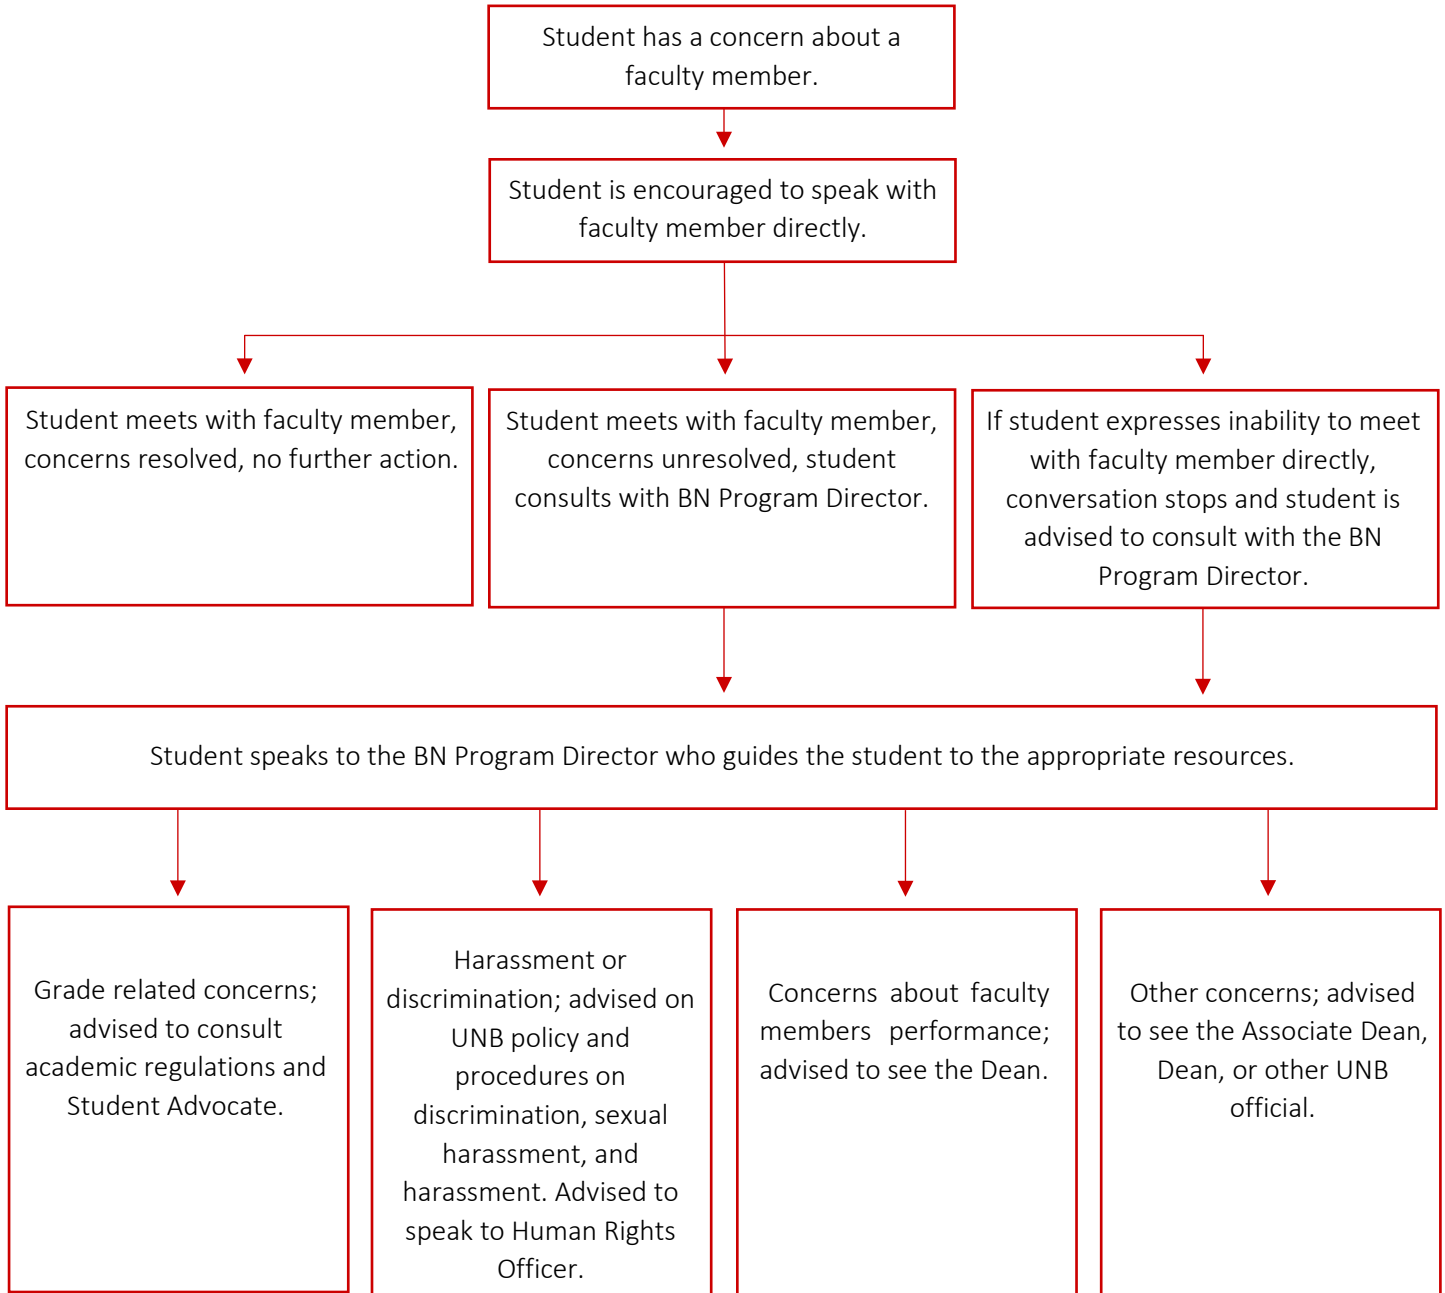 Student has a concern about a
faculty member.
Student is encouraged to speak with
faculty member directly.
Student meets with faculty member,
concerns resolved, no further action.
Student meets with faculty member,
concerns unresolved, student
consults with BN Program Director.
If student expresses inability to meet
with faculty member directly,
conversation stops and student is
advised to consult with the BN
Program Director.
Student speaks to the BN Program Director who guides the student to the appropriate resources.
Grade related concerns;
advised to consult
academic regulations and
Student Advocate.
Harassment or
discrimination; advised on
UNB policy and
procedures on
discrimination, sexual
harassment, and
harassment. Advised to
speak to Human Rights
Officer.
Concerns about faculty
members performance;
advised to see the Dean.
Other concerns; advised
to see the Associate Dean,
Dean, or other UNB
official.